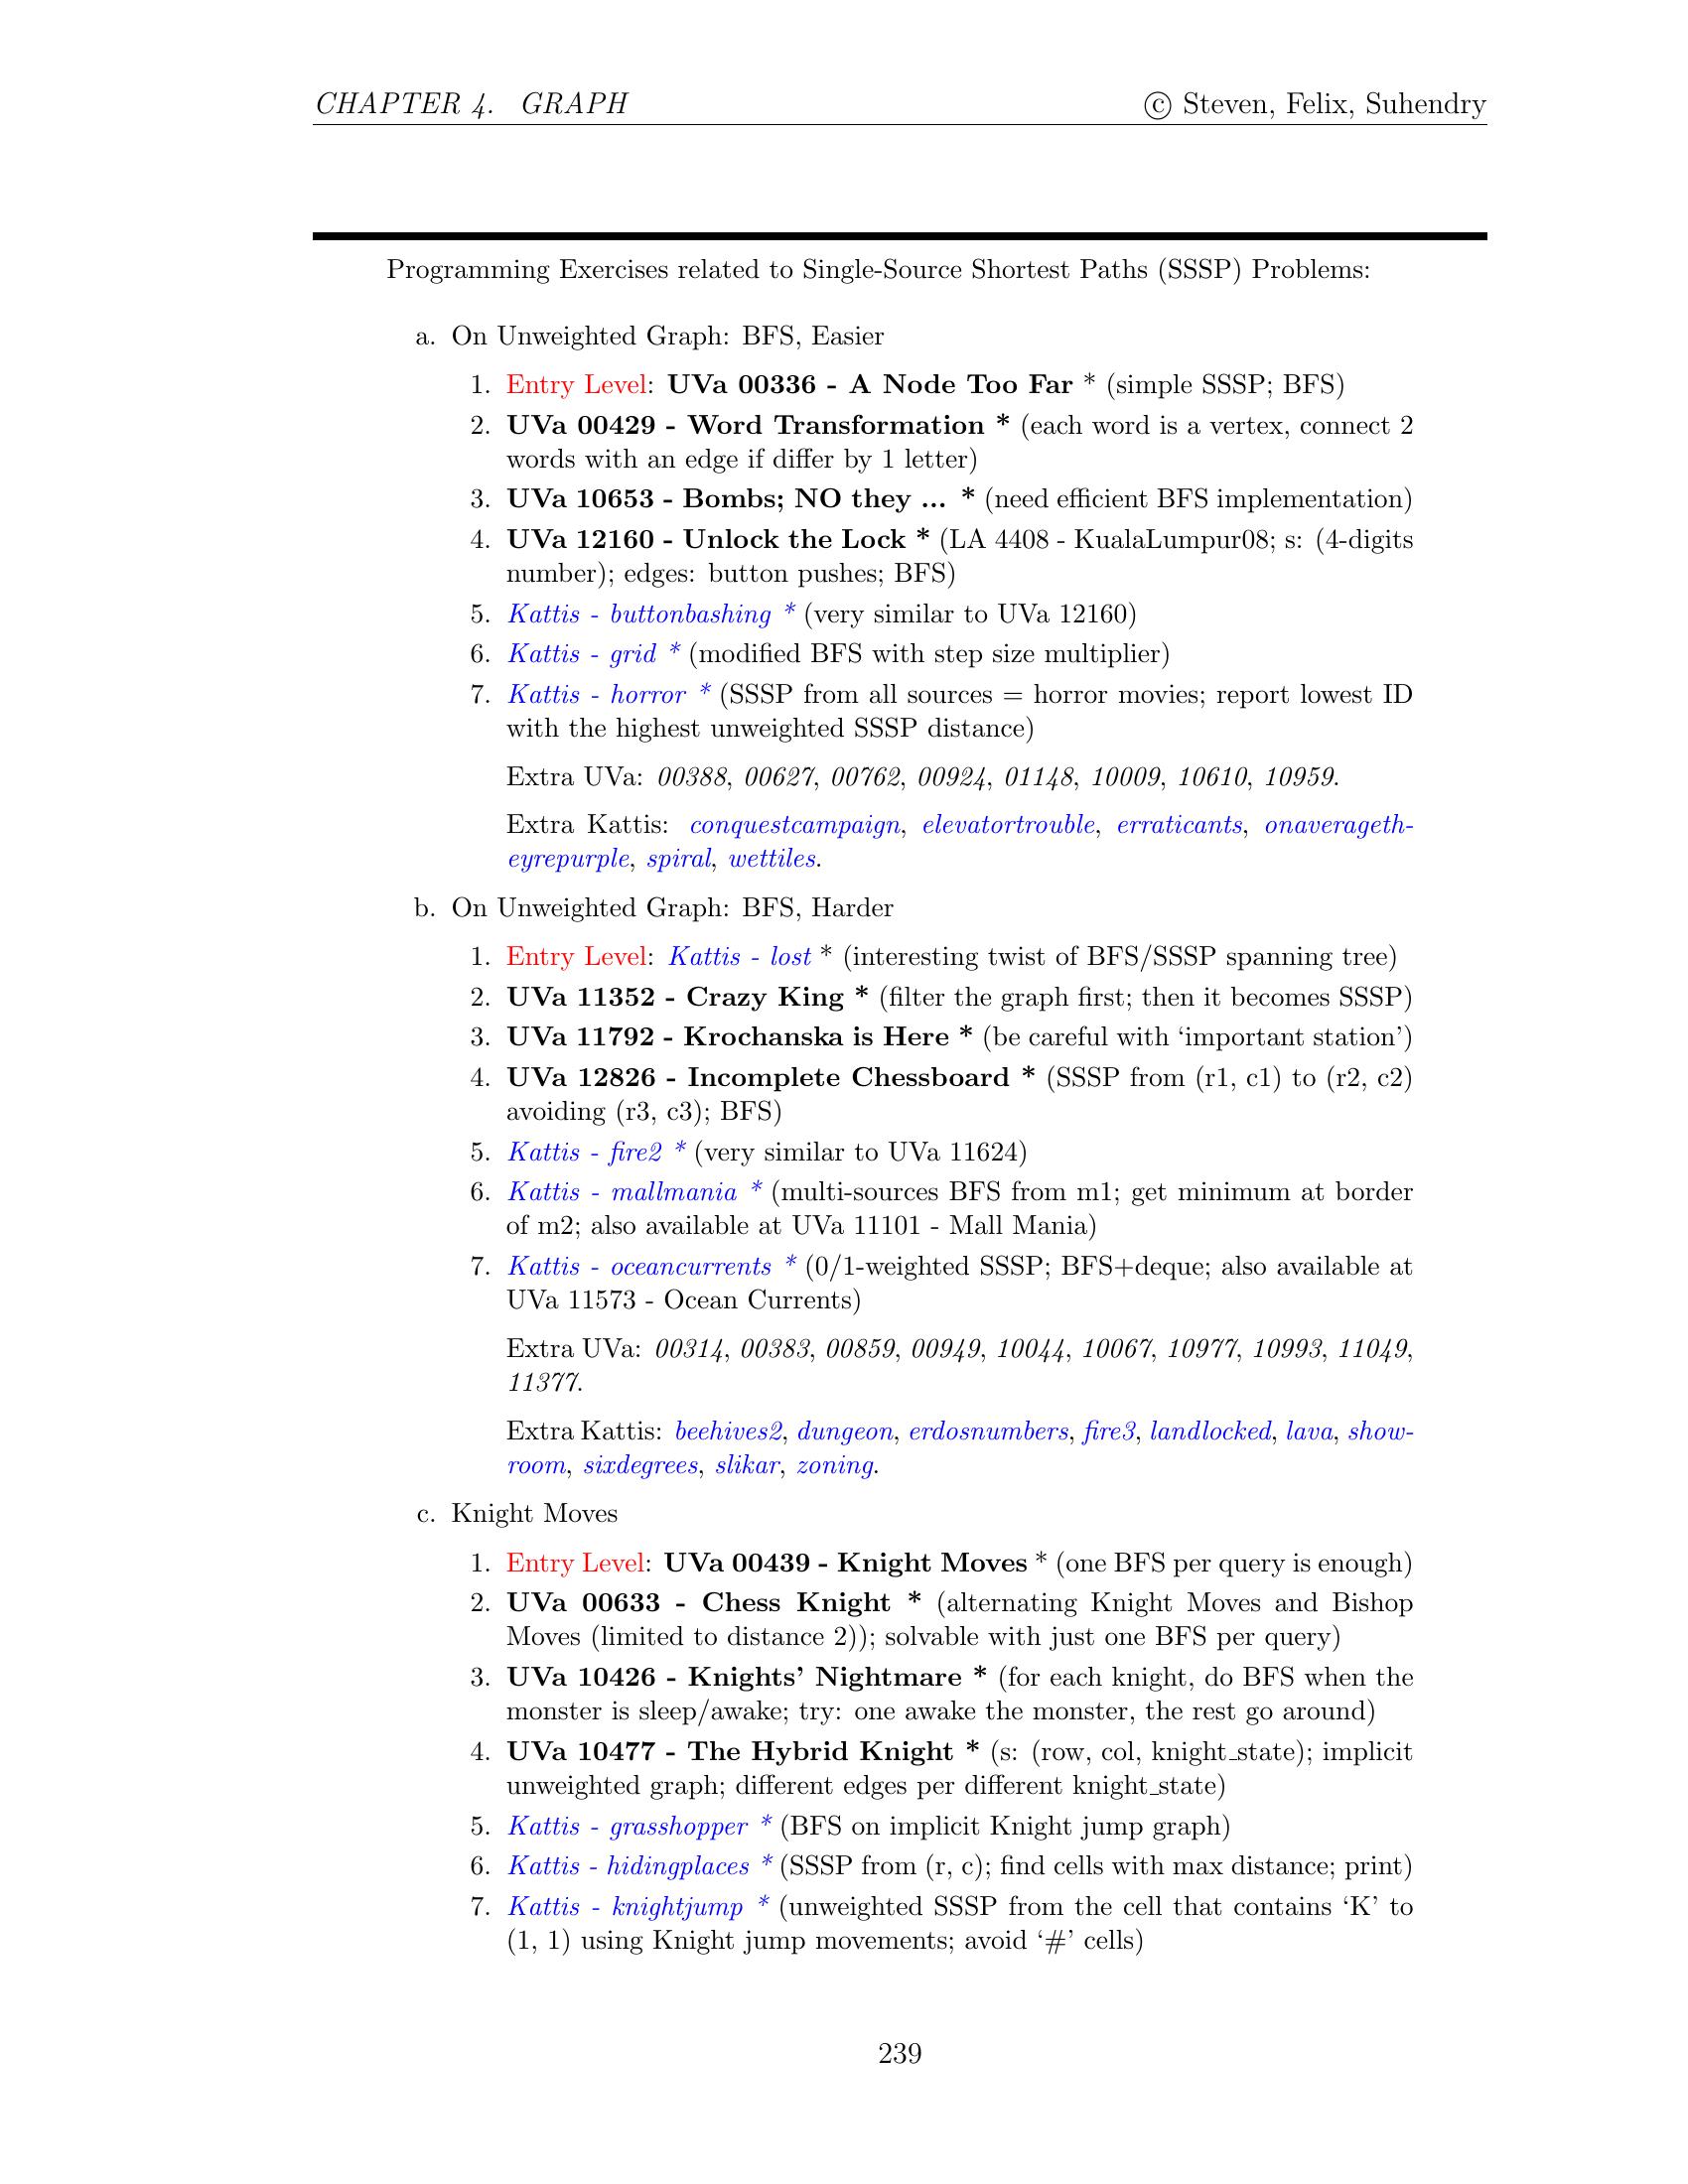 CHAPTER 4. GRAPH © Steven, Felix, Suhendry
Programming Exercises related to Single-Source Shortest Paths (SSSP) Problems:
a. On Unweighted Graph: BFS, Easier
1. Entry Level: UVa 00336 - A Node Too Far * (simple SSSP; BFS)
2. UVa 00429 - Word Transformation * (each word is a vertex, connect 2
words with an edge if differ by 1 letter)
3. UVa 10653 - Bombs; NO they ... * (need efficient BFS implementation)
4. UVa 12160 - Unlock the Lock * (LA 4408 - KualaLumpur08; s: (4-digits
number); edges: button pushes; BFS)
5. Kattis - buttonbashing * (very similar to UVa 12160)
6. Kattis - grid * (modified BFS with step size multiplier)
7. Kattis - horror * (SSSP from all sources = horror movies; report lowest ID
with the highest unweighted SSSP distance)
Extra UVa: 00388, 00627, 00762, 00924, 01148, 10009, 10610, 10959.
Extra Kattis: conquestcampaign, elevatortrouble, erraticants, onaverageth-
eyrepurple, spiral, wettiles.
b. On Unweighted Graph: BFS, Harder
1. Entry Level: Kattis - lost * (interesting twist of BFS/SSSP spanning tree)
2. UVa 11352 - Crazy King * (filter the graph first; then it becomes SSSP)
3. UVa 11792 - Krochanska is Here * (be careful with ‘important station’)
4. UVa 12826 - Incomplete Chessboard * (SSSP from (r1, c1) to (r2, c2)
avoiding (r3, c3); BFS)
5. Kattis - fire2 * (very similar to UVa 11624)
6. Kattis - mallmania * (multi-sources BFS from m1; get minimum at border
of m2; also available at UVa 11101 - Mall Mania)
7. Kattis - oceancurrents * (0/1-weighted SSSP; BFS+deque; also available at
UVa 11573 - Ocean Currents)
Extra UVa: 00314, 00383, 00859, 00949, 10044, 10067, 10977, 10993, 11049,
11377.
Extra Kattis: beehives2, dungeon, erdosnumbers, fire3, landlocked, lava, show-
room, sixdegrees, slikar, zoning.
c. Knight Moves
1. Entry Level: UVa 00439 - Knight Moves * (one BFS per query is enough)
2. UVa 00633 - Chess Knight * (alternating Knight Moves and Bishop
Moves (limited to distance 2)); solvable with just one BFS per query)
3. UVa 10426 - Knights’ Nightmare * (for each knight, do BFS when the
monster is sleep/awake; try: one awake the monster, the rest go around)
4. UVa 10477 - The Hybrid Knight * (s: (row, col, knight_state); implicit
unweighted graph; different edges per different knight_state)
5. Kattis - grasshopper * (BFS on implicit Knight jump graph)
6. Kattis - hidingplaces * (SSSP from (r, c); find cells with max distance; print)
7. Kattis - knightjump * (unweighted SSSP from the cell that contains ‘K’ to
(1, 1) using Knight jump movements; avoid ‘#’ cells)
239